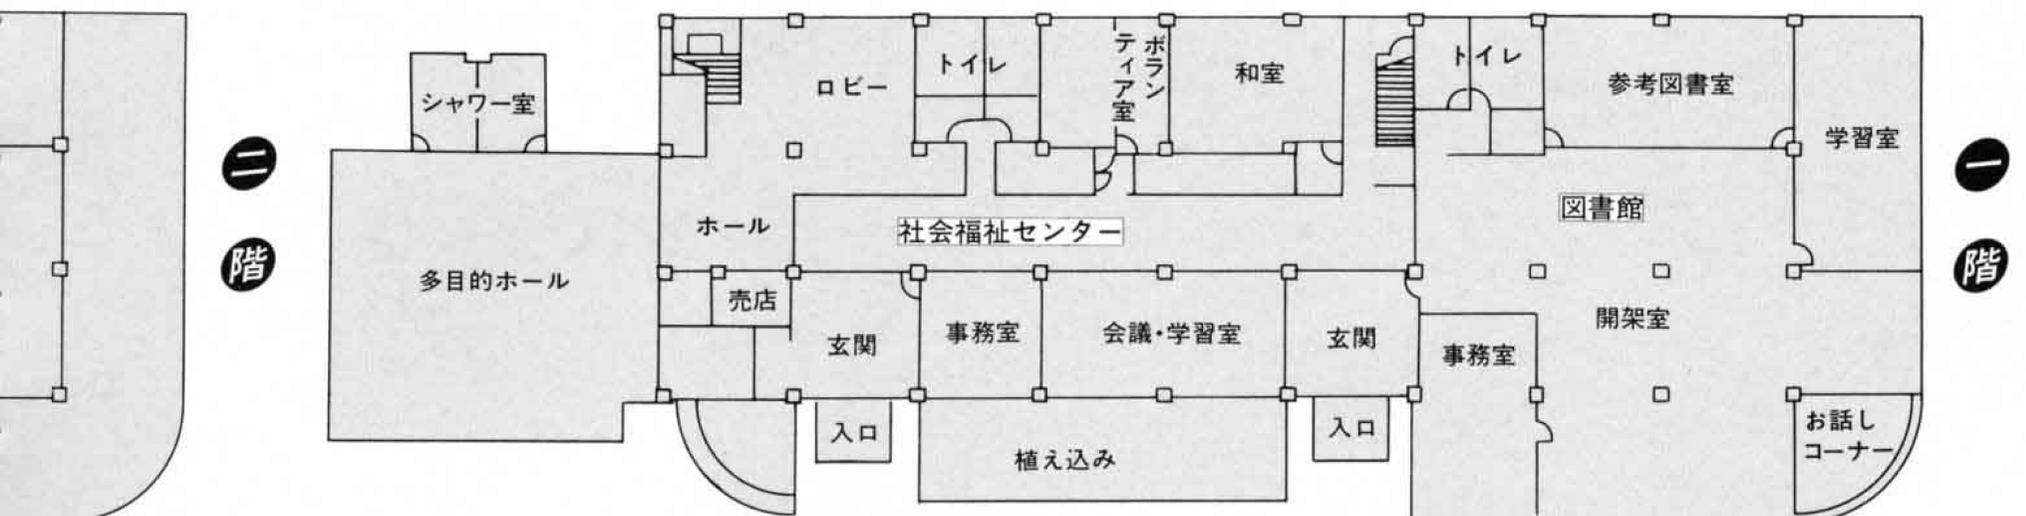 二階
シャワー室
多目的ホール
ロビー
トイレ
ボラン
ティア室
和室
トイレ
参考図書室
学習室
ホール
社会福祉センター
図書館
売店
玄関
事務室
会議・学習室
玄関
事務室
開架室
入口
植え込み
入口
お話し
コーナー
一階